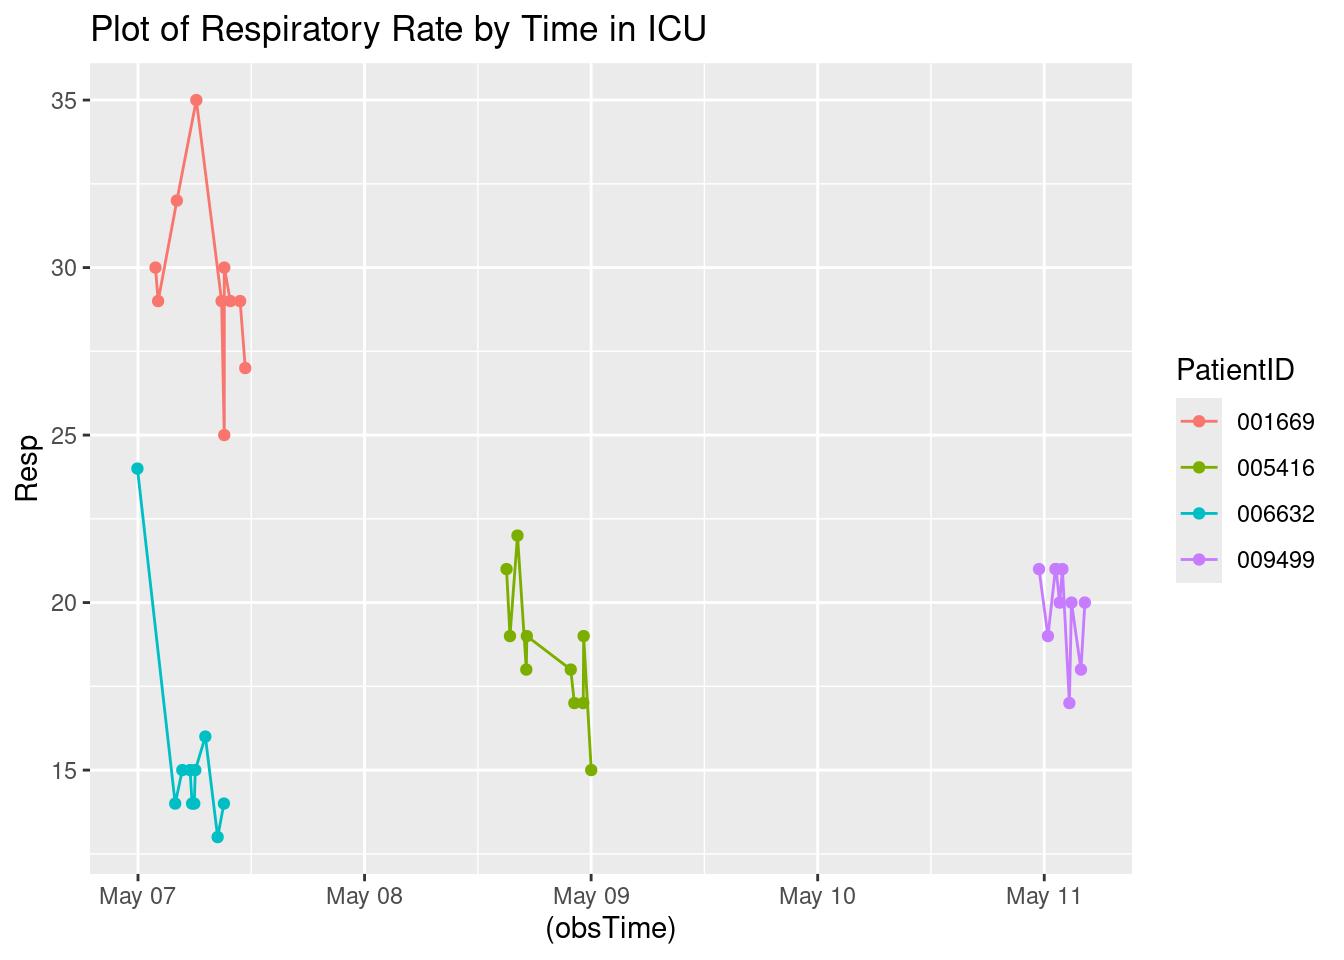 Plot of Respiratory Rate by Time in ICU
35
30
25
20
15
Resp
May 07
May 08
May 09
May 10
May 11
(obsTime)
PatientID
001669
005416
006632
009499